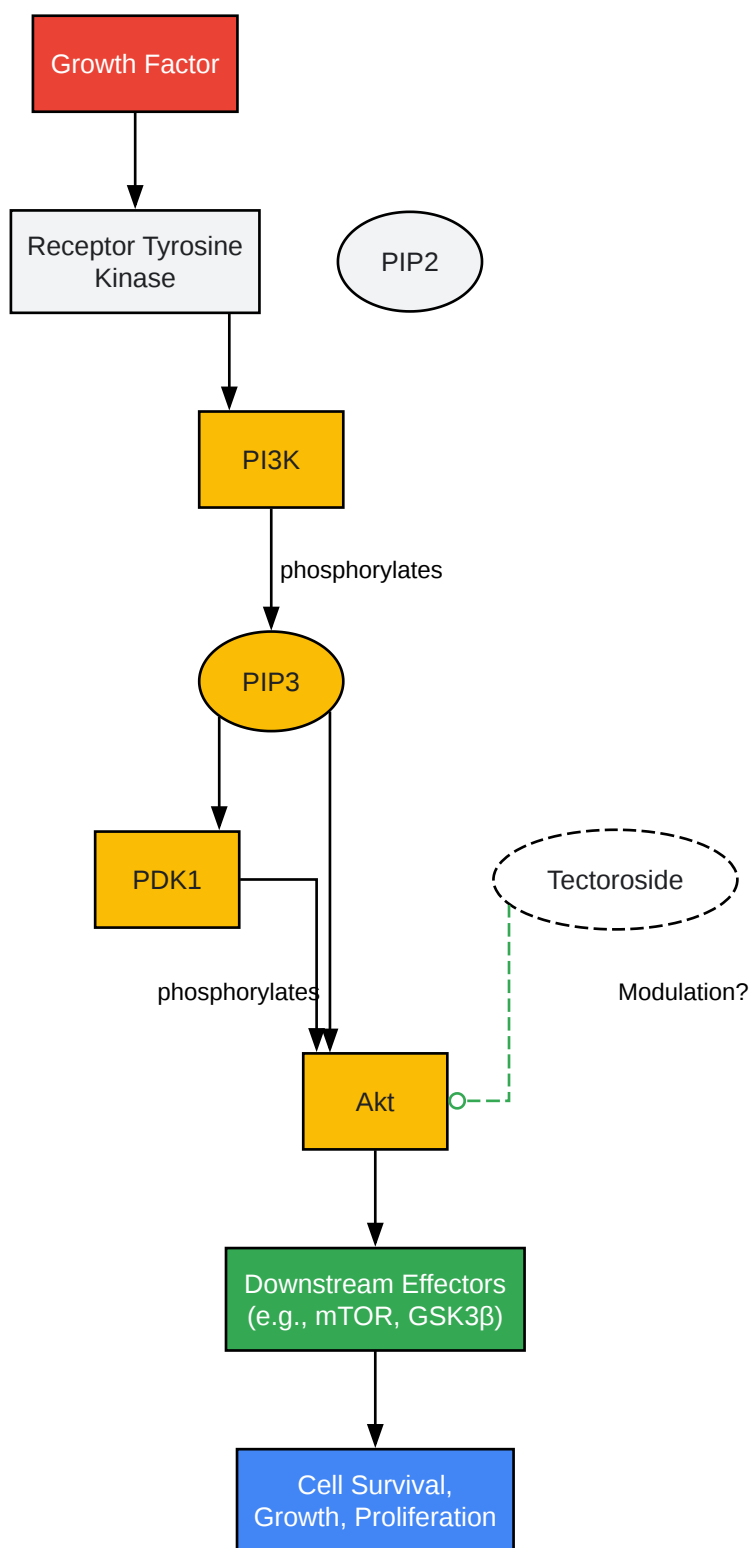 Growth Factor
Receptor Tyrosine
Kinase
PIP2
PI3K
phosphorylates
PIP3
PDK1
Tectoroside
phosphorylates
Modulation?
Akt
Downstream Effectors
(e.g., mTOR, GSK3β)
Cell Survival,
Growth, Proliferation